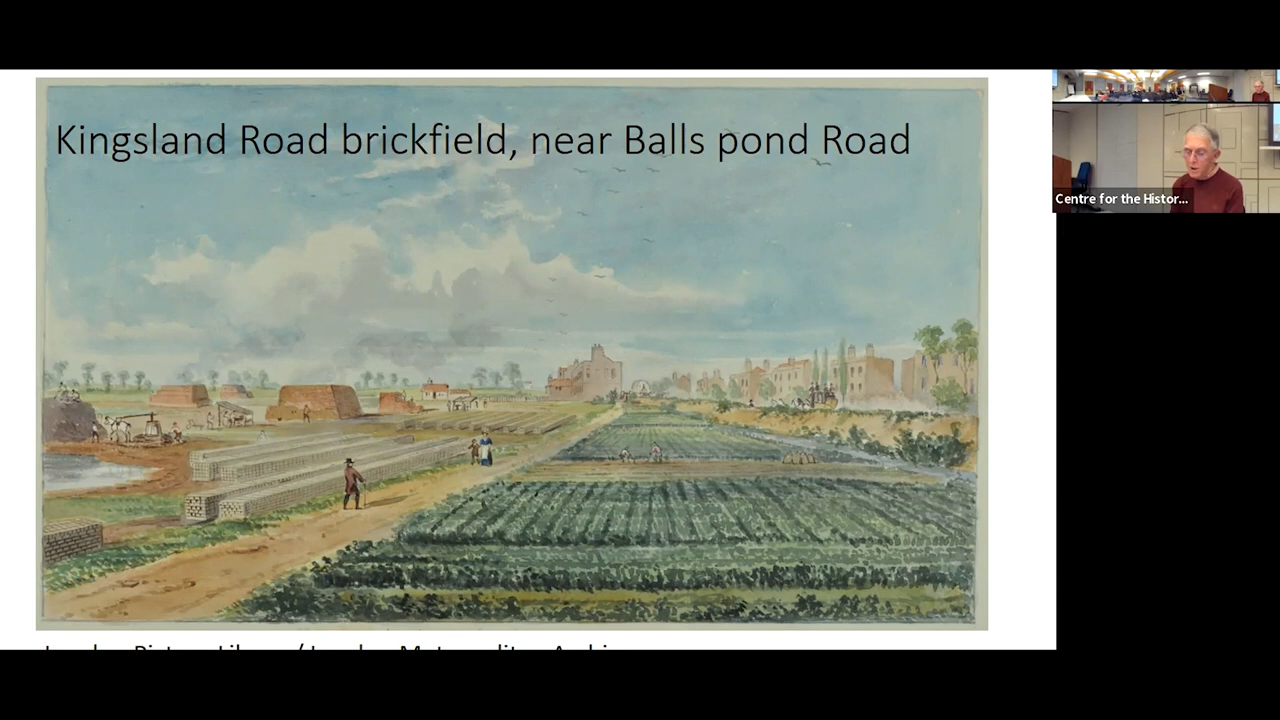 Kingsland Road brickfield, near Balls pond Road
Centre for the Histor...